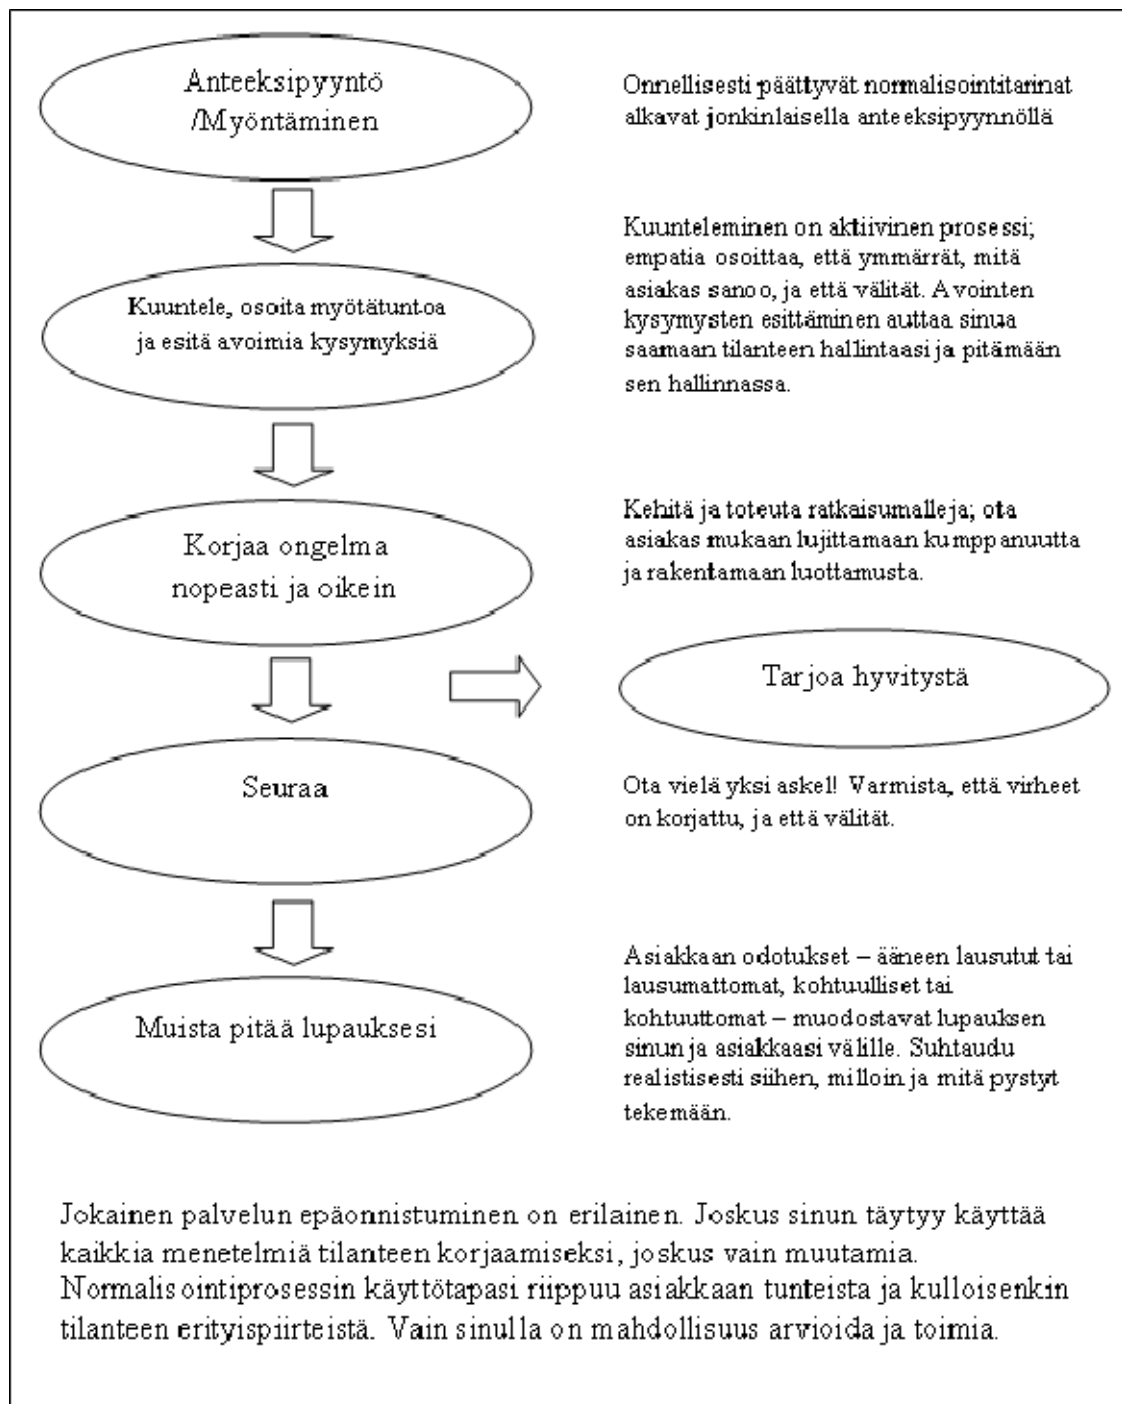 Anteeksipyyntö
/Myöntäminen
Onnellisesti päättyvät normalisointitarinat
alkavat jonkinlaisella anteeksipyynnöllä
Kuuntele, osoita myötätuntoa
ja esitä avoimia kysymyksiä
Kuunteleminen on aktiivinen prosessi;
empatia osoittaa, että ymmärrät, mitä
asiakas sanoo, ja että välität. Avointen
kysymysten esittäminen auttaa sinua
saamaan tilanteen hallintaasi ja pitämään
sen hallinnassa.
Korjaa ongelma
nopeasti ja oikein
Kehitä ja toteuta ratkaisumalleja; ota
asiakas mukaan lujittamaan kumppanuutta
ja rakentamaan luottamusta.
Tarjoa hyvitystä
Seuraa
Ota vielä yksi askel! Varmista, että virheet
on korjattu, ja että välität.
Muista pitää lupauksesi
Asiakkaan odotukset – ääneen lausutut tai
lausumattomat, kohtuulliset tai
kohtuuttomat – muodostavat lupauksen
sinun ja asiakkaasi välille. Suhtaudu
realistisesti siihen, milloin ja mitä pystyt
tekemään.
Jokainen palvelun epäonnistuminen on erilainen. Joskus sinun täytyy käyttää
kaikkia menetelmiä tilanteen korjaamiseksi, joskus vain muutamia.
Normalisointiprosessin käyttötapasi riippuu asiakkaan tunteista ja kulloisenkin
tilanteen erityispiirteistä. Vain sinulla on mahdollisuus arvioida ja toimia.